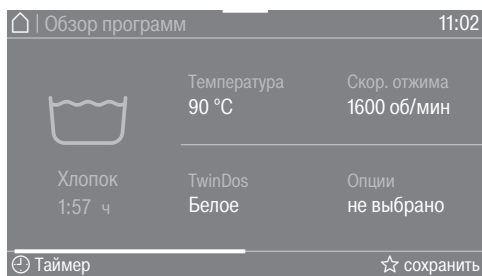 | Обзор программ 11:02
Температура Скор. отжима
90 °C 1600 об/мин
Хлопок TwinDos Опции
1:57 ч Белое не выбрано
Таймер сохранить